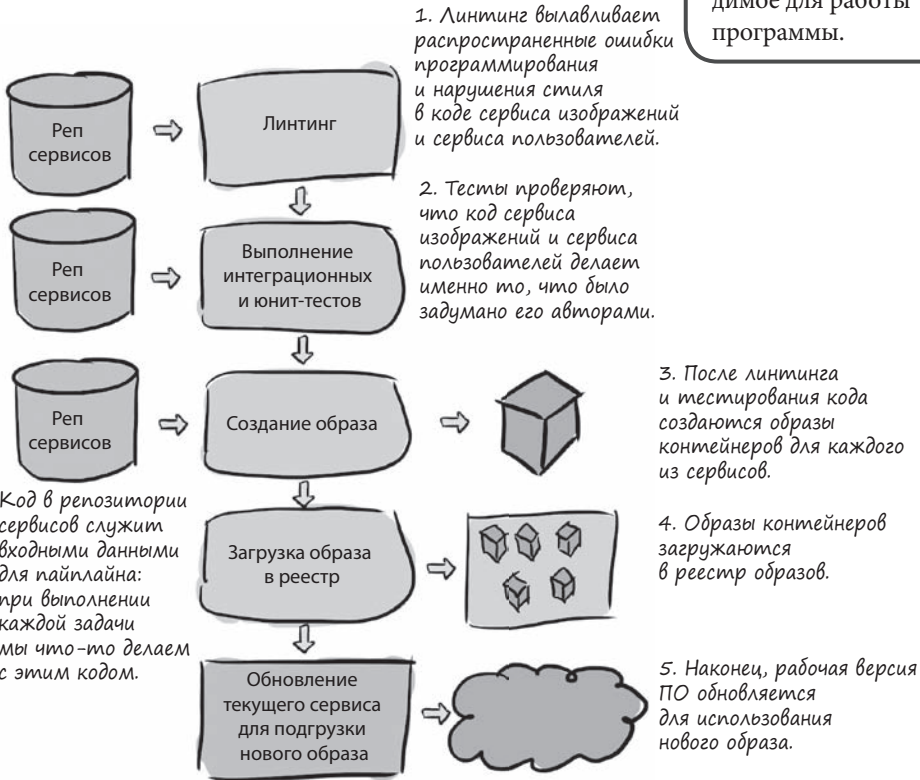 димое для работы
программы.
1. Линтинг вылавливает
распространенные ошибки
программирования
и нарушения стиля
в коде сервиса изображений
и сервиса пользователей.
Реп
сервисов
Линтинг
2. Тесты проверяют,
что код сервиса
изображений и сервиса
пользователей делает
именно то, что было
задумано его авторами.
Реп
сервисов
Выполнение
интеграционных
и юнит-тестов
Реп
сервисов
Создание образа
3. После линтинга
и тестирования кода
создаются образы
контейнеров для каждого
из сервисов.
Код в репозитории
сервисов служит
входными данными
для пайплайна:
при выполнении
каждой задачи
мы что-то делаем
с этим кодом.
Загрузка образа
в реестр
4. Образы контейнеров
загружаются
в реестр образов.
Обновление
текущего сервиса
для подгрузки
нового образа
5. Наконец, рабочая версия
ПО обновляется
для использования
нового образа.